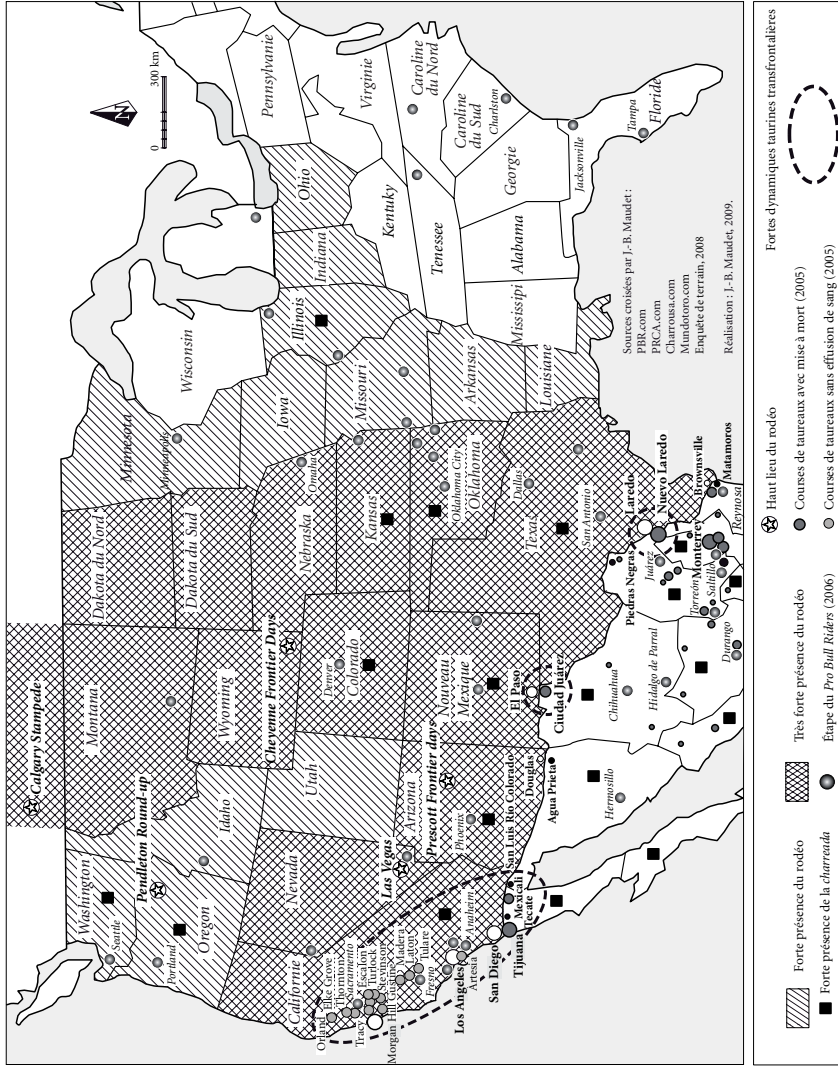 Calgary Stampede
Washington
Seattle
Pendleton Round-up
Portland
Oregon
Idaho
Montana
Dakota du Nord
Dakota du Sud
Minnesota
Minneapolis
Wisconsin
Wyoming
Cheyenne Frontier Days
Nebraska
Omaha
Iowa
Illinois
Indiana
Ohio
Pennsylvanie
Virginie
Caroline
du Nord
Caroline
du Sud
Charlston
Kentuky
Tennessee
Georgie
Alabama
Mississipi
Jacksonville
Tampa
Floride
Californie
Nevada
Utah
Denver
Colorado
Kansas
Missouri
Arkansas
Louisiane
Oklahoma City
Oklahoma
Texas
Dallas
San Antonio
Nouveau
Mexique
Arizona
Las Vegas
Prescott Frontier days
Phoenix
Orland
Elke Grove
Thornton
Sacramento
Tracy
Escalon
Turlock
Stevinson
Morgan Hill
Gustine
Madera
Laton
Tulare
Fresno
Los Angeles
Artesia
Anaheim
San Diego
Tijuana
Tecate
Mexicali
San Luis Rio Colorado
Douglas
Agua Prieta
Hermosillo
El Paso
Ciudad Juárez
Chihuahua
Hidalgo de Parral
Durango
Torreón
Saltillo
Monterrey
Juárez
Piedras Negras
Laredo
Nuevo Laredo
Brownsville
Matamoros
Reynosa
N
0
300 km
Sources croisées par J.-B. Maudet :
PBR.com
PRCA.com
Charrousa.com
Mundotoro.com
Enquête de terrain, 2008
Réalisation : J.-B. Maudet, 2009.
Forte présence du rodéo
Forte présence de la charreada
Très forte présence du rodéo
Étape du Pro Bull Riders (2006)
Haut lieu du rodéo
Courses de taureaux avec mise à mort (2005)
Courses de taureaux sans effusion de sang (2005)
Fortes dynamiques taurines transfrontalières